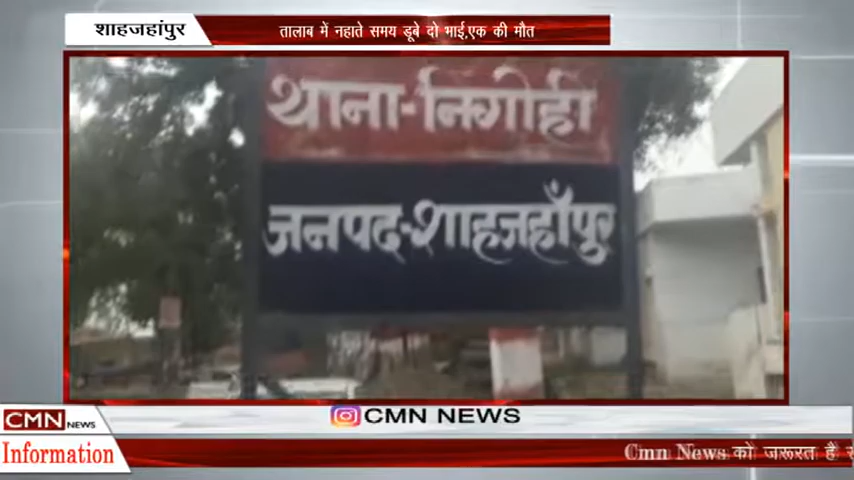 शाहजहांपुर
तालाब में नहाते समय डूबे दो भाई,एक की मौत
थाना-निगोही
जनपद-शाहजहाँपुर
CMN NEWS
CMN NEWS
Information
Cmn News को जरूरत है